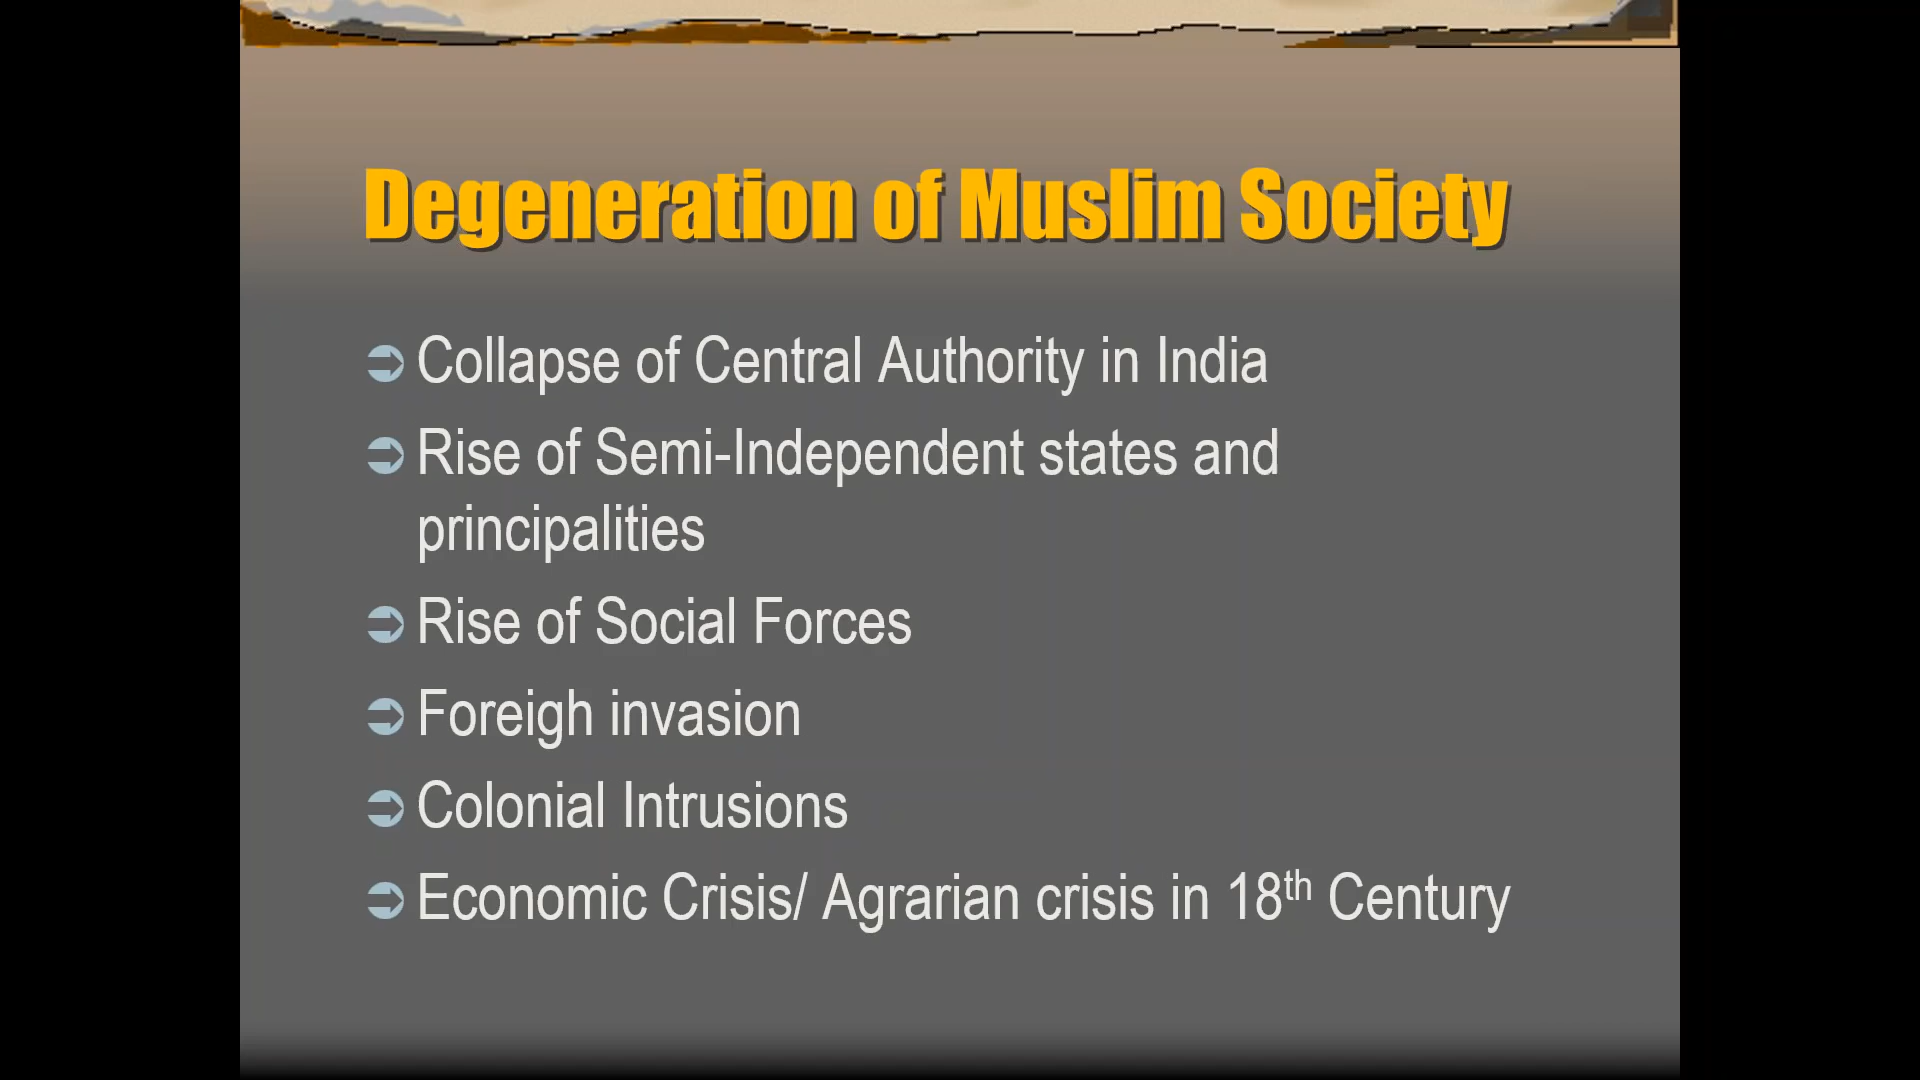 Degeneration of Muslim Society
Collapse of Central Authority in India
Rise of Semi-Independent states and
principalities
Rise of Social Forces
Foreigh invasion
Colonial Intrusions
Economic Crisis/ Agrarian crisis in 18th Century